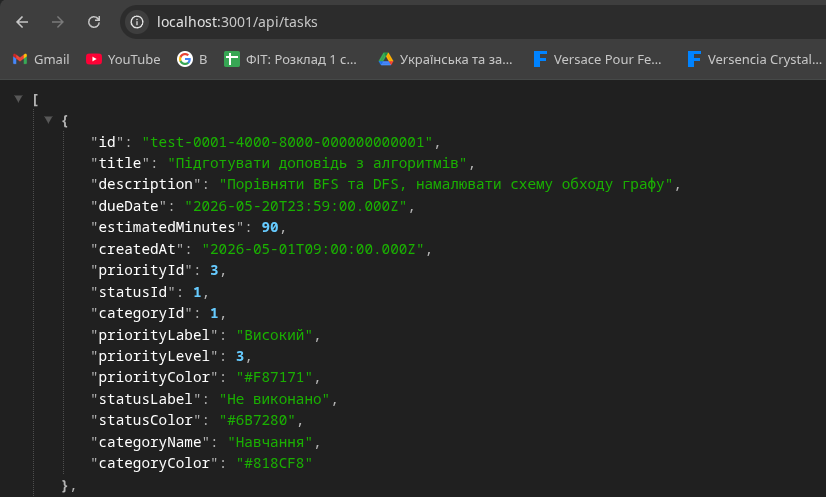 localhost:3001/api/tasks
Gmail YouTube В ФІТ: Розклад 1 с... Українська та за... Versace Pour Fe... Versencia Crystal...
[
{
"id": "test-0001-4000-8000-000000000001",
"title": "Підготувати доповідь з алгоритмів",
"description": "Порівняти BFS та DFS, намалювати схему обходу графу",
"dueDate": "2026-05-20T23:59:00.000Z",
"estimatedMinutes": 90,
"createdAt": "2026-05-01T09:00:00.000Z",
"priorityId": 3,
"statusId": 1,
"categoryId": 1,
"priorityLabel": "Високий",
"priorityLevel": 3,
"priorityColor": "#F87171",
"statusLabel": "Не виконано",
"statusColor": "#6B7280",
"categoryName": "Навчання",
"categoryColor": "#818CF8"
},